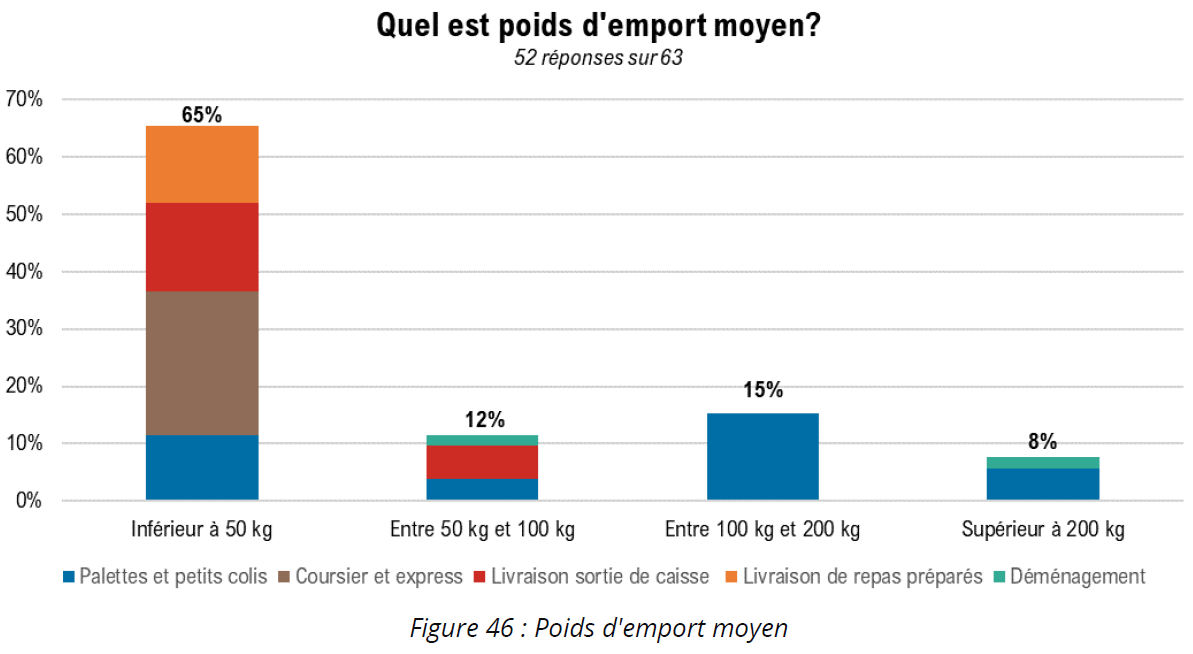 Quel est poids d'emport moyen?
52 réponses sur 63
70%
60%
50%
40%
30%
20%
10%
0%
65%
12%
15%
8%
Inférieur à 50 kg
Entre 50 kg et 100 kg
Entre 100 kg et 200 kg
Supérieur à 200 kg
Palettes et petits colis
Coursier et express
Livraison sortie de caisse
Livraison de repas préparés
Déménagement
Figure 46 : Poids d'emport moyen